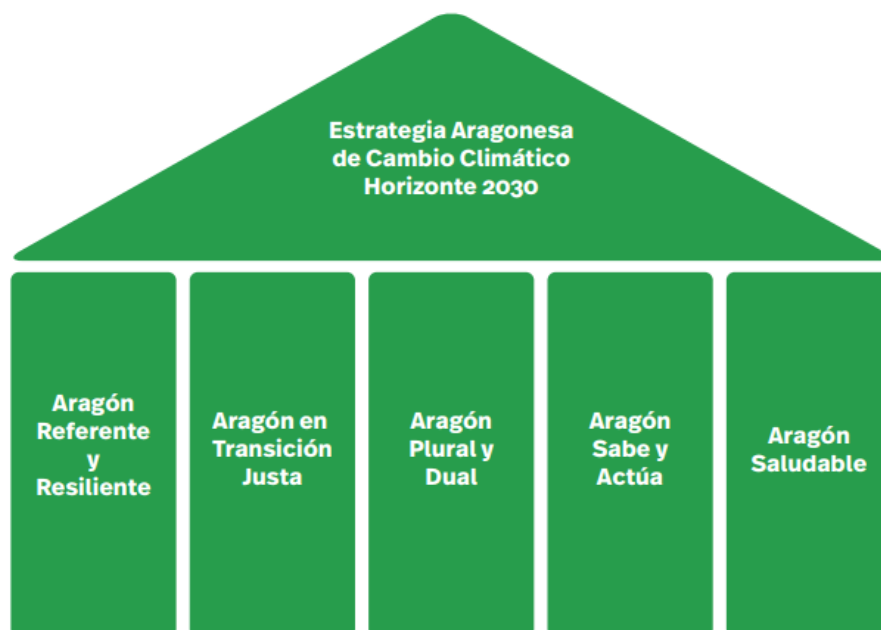 Estrategia Aragonesa
de Cambio Climático
Horizonte 2030
Aragón
Referente
y
Resiliente
Aragón en
Transición
Justa
Aragón
Plural y
Dual
Aragón
Sabe y
Actúa
Aragón
Saludable